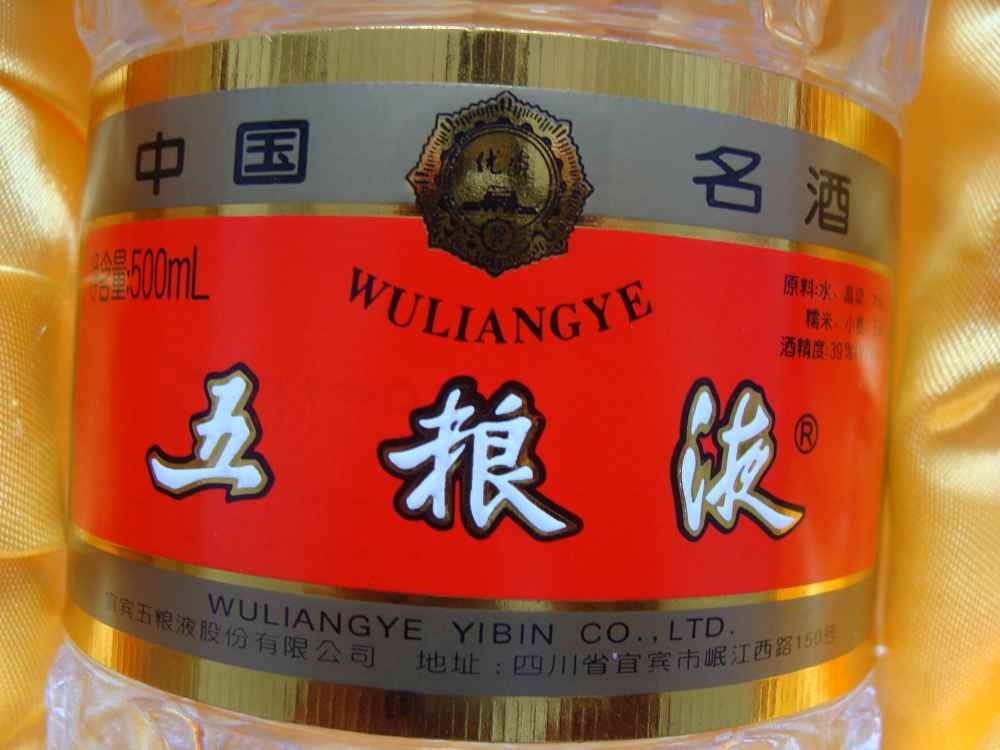 中国名酒
优质
含量:500mL
WULIANGYE
原料:水、高粱、
糯米、小麦、
酒精度:39%
五粮液®
WULIANGYE YIBIN CO.,LTD.
宜宾五粮液股份有限公司 地址:四川省宜宾市岷江西路150号